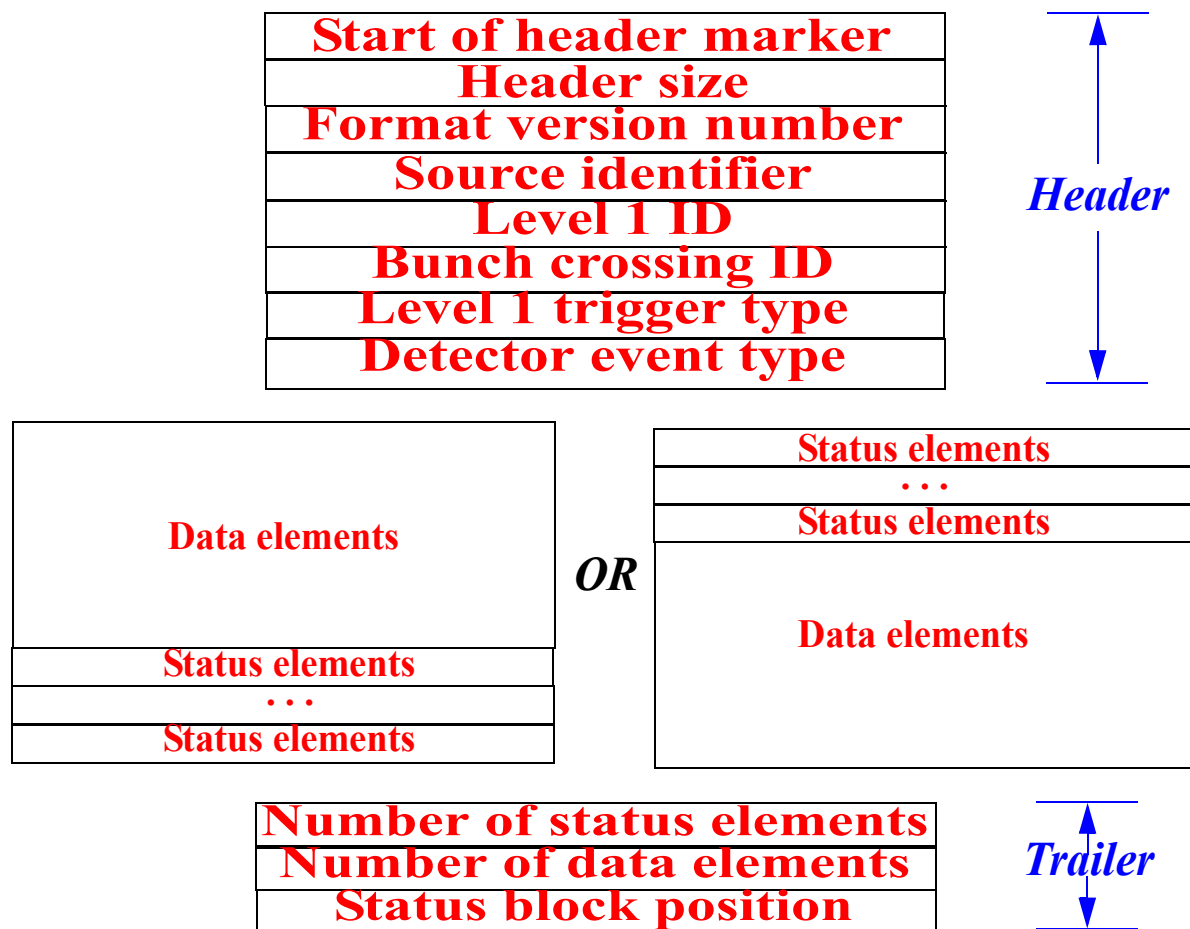 Start of header marker
Header size
Format version number
Source identifier
Level 1 ID
Bunch crossing ID
Level 1 trigger type
Detector event type
Header
Data elements
Status elements
. . .
Status elements
OR
Status elements
. . .
Status elements
Data elements
Number of status elements
Number of data elements
Status block position
Trailer